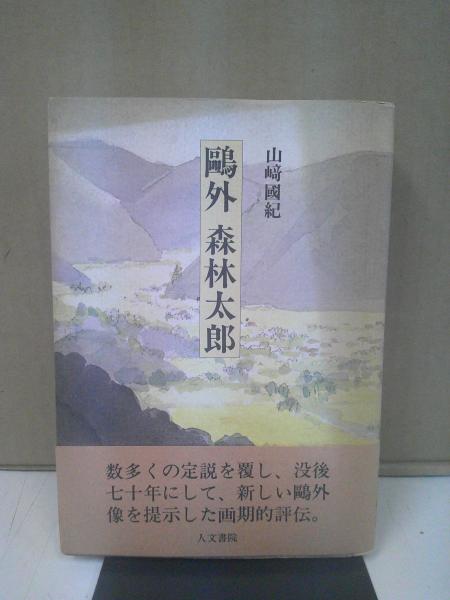 山﨑國紀
鷗外 森林太郎
数多くの定説を覆し、没後
七十年にして、新しい鷗外
像を提示した画期的評伝。
人文書院